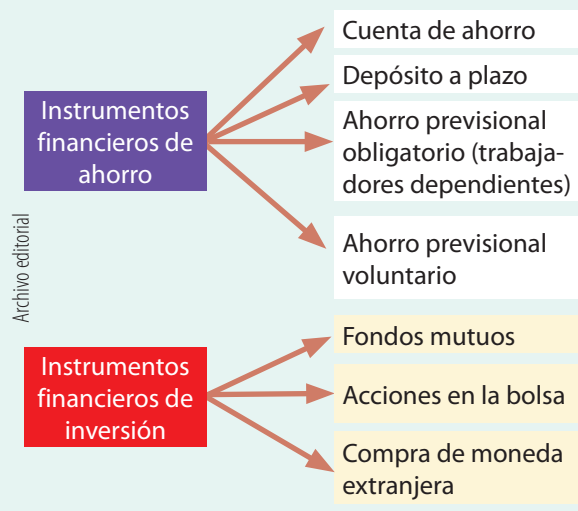 Instrumentos
financieros de
ahorro
Cuenta de ahorro
Depósito a plazo
Ahorro previsional
obligatorio (trabaja-
dores dependientes)
Ahorro previsional
voluntario
Instrumentos
financieros de
inversión
Fondos mutuos
Acciones en la bolsa
Compra de moneda
extranjera
Archivo editorial